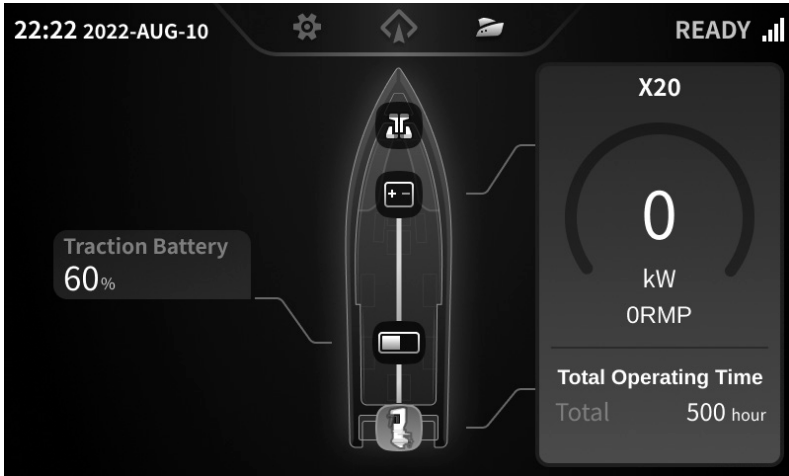 22:22 2022-AUG-10
READY
X20
0
kW
0RMP
Traction Battery
60%
Total Operating Time
Total 500 hour